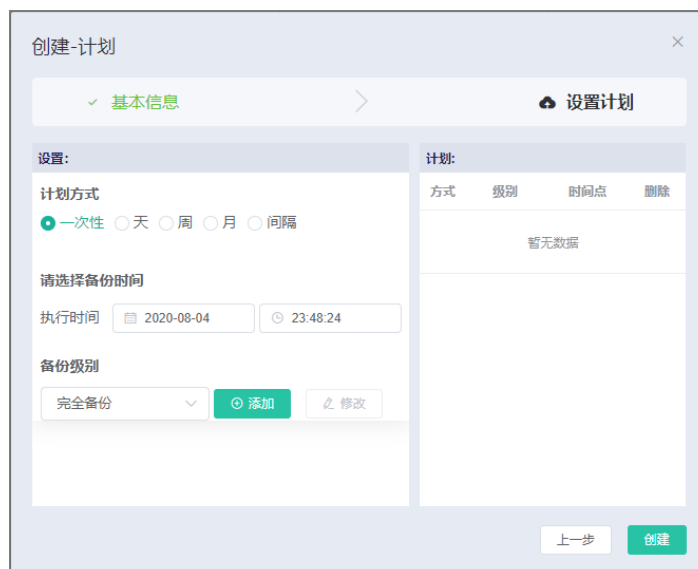 创建-计划
基本信息
设置计划
设置:
计划:
计划方式
方式 级别 时间点 删除
一次性 天 周 月 间隔
暂无数据
请选择备份时间
执行时间 2020-08-04 23:48:24
备份级别
完全备份 添加 修改
上一步 创建